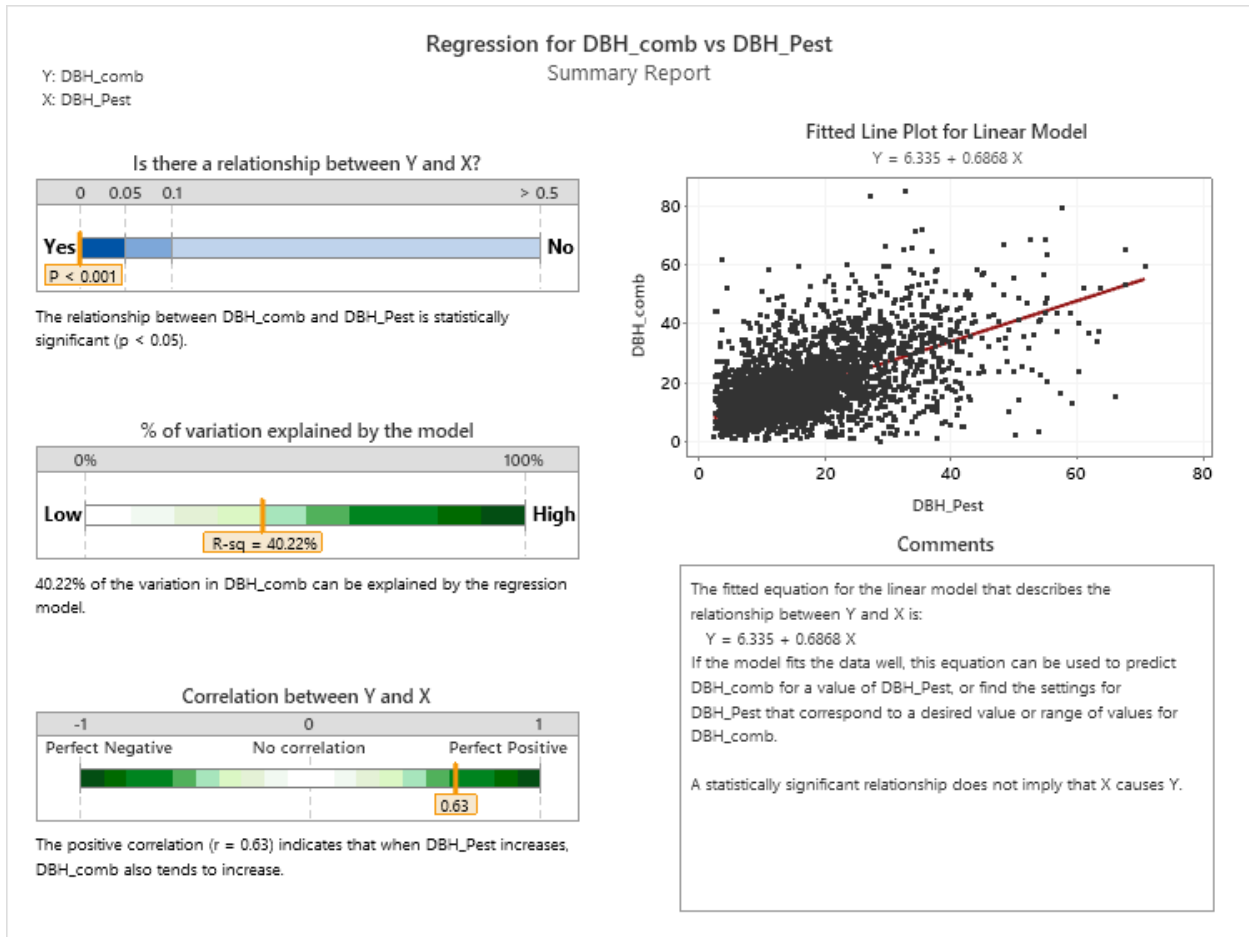 Regression for DBH_comb vs DBH_Pest
Summary Report
Y: DBH_comb
X: DBH_Pest
Is there a relationship between Y and X?
0 0.05 0.1 > 0.5
Yes No
P < 0.001
The relationship between DBH_comb and DBH_Pest is statistically
significant (p < 0.05).
% of variation explained by the model
0% 100%
Low High
R-sq = 40.22%
40.22% of the variation in DBH_comb can be explained by the regression
model.
Correlation between Y and X
-1 0 1
Perfect Negative No correlation Perfect Positive
0.63
The positive correlation (r = 0.63) indicates that when DBH_Pest increases,
DBH_comb also tends to increase.
Fitted Line Plot for Linear Model
Y = 6.335 + 0.6868 X
80
60
40
20
0
DBH_comb
0 20 40 60 80
DBH_Pest
Comments
The fitted equation for the linear model that describes the
relationship between Y and X is:
Y = 6.335 + 0.6868 X
If the model fits the data well, this equation can be used to predict
DBH_comb for a value of DBH_Pest, or find the settings for
DBH_Pest that correspond to a desired value or range of values for
DBH_comb.
A statistically significant relationship does not imply that X causes Y.